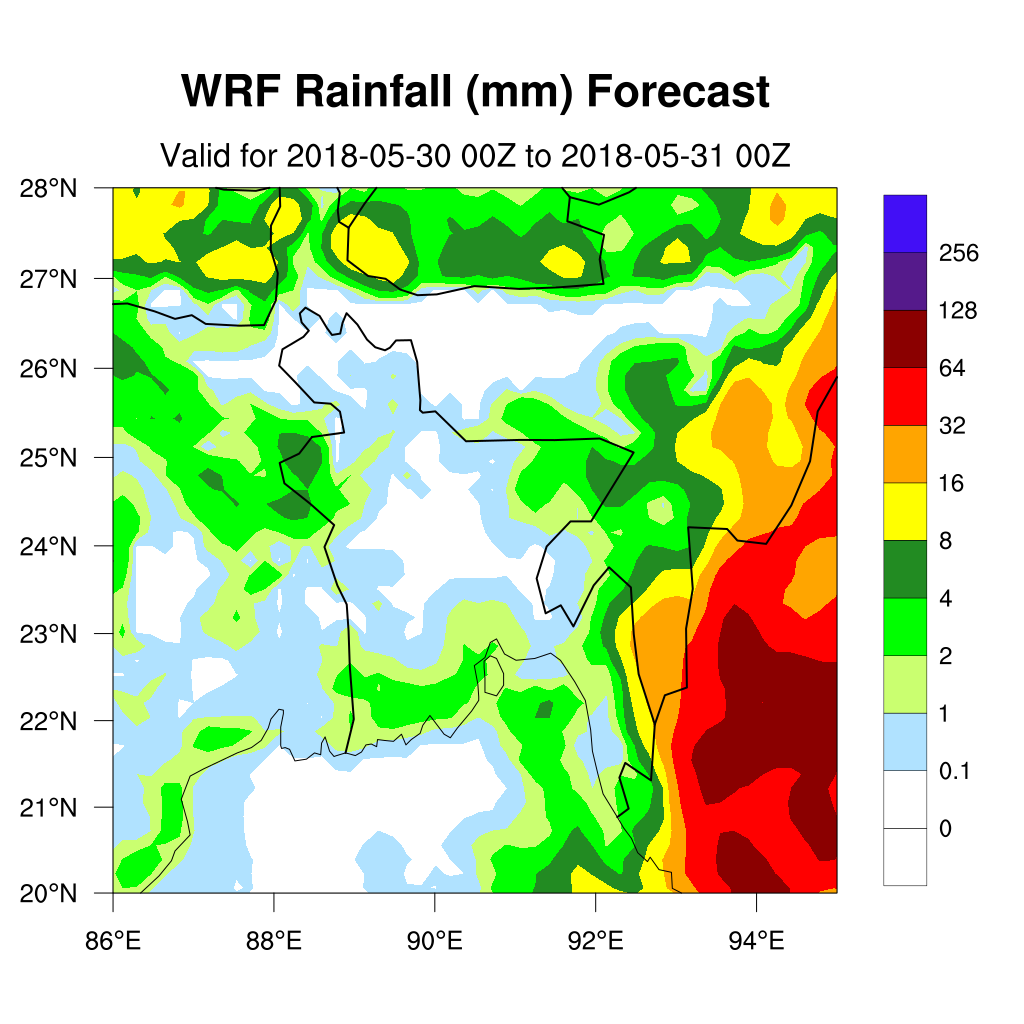 WRF Rainfall (mm) Forecast
Valid for 2018-05-30 00Z to 2018-05-31 00Z
28°N
27°N
26°N
25°N
24°N
23°N
22°N
21°N
20°N
86°E
88°E
90°E
92°E
94°E
256
128
64
32
16
8
4
2
1
0.1
0